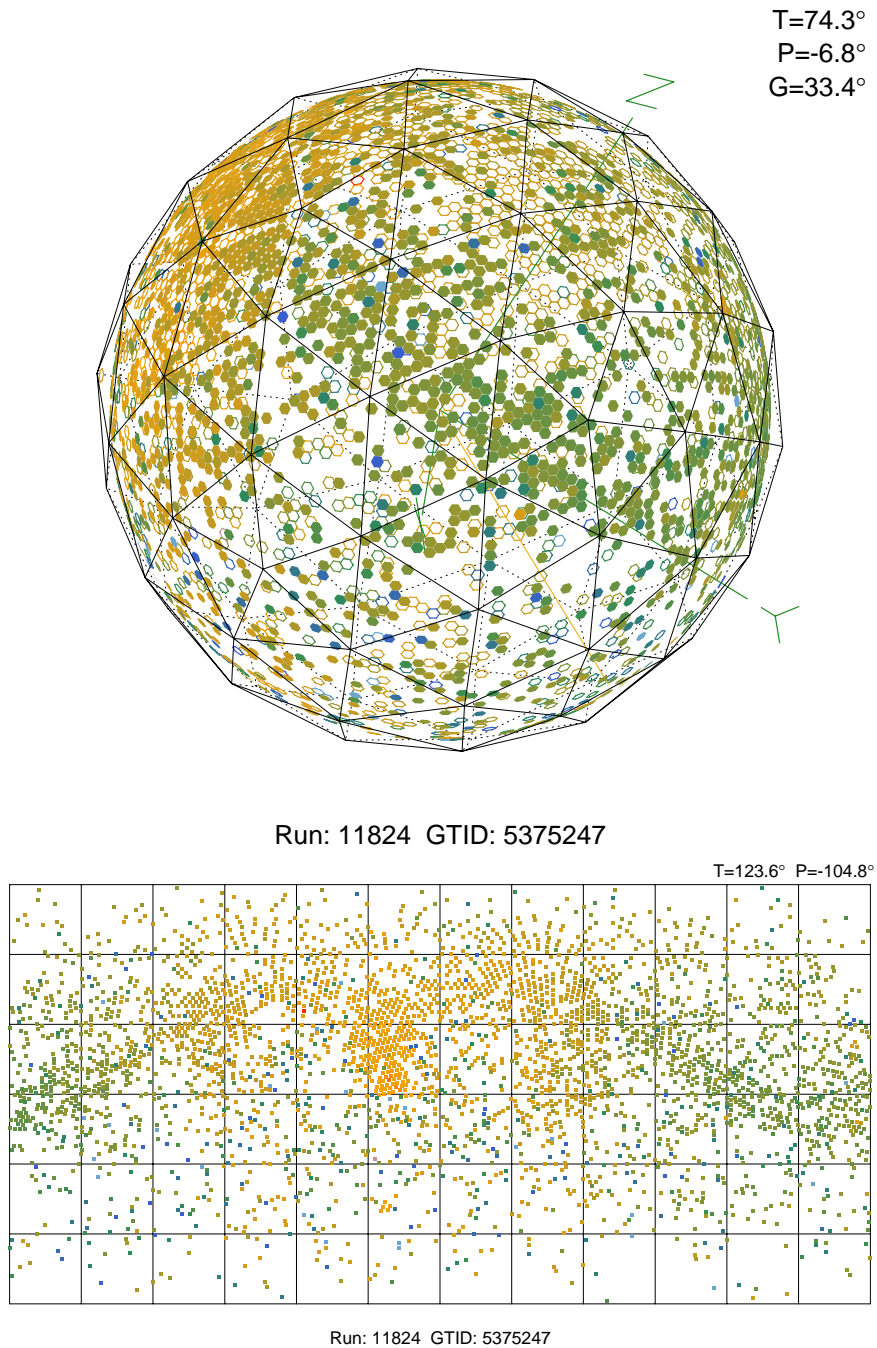 T=74.3°
P=-6.8°
G=33.4°
Z
Y
Run: 11824 GTID: 5375247
T=123.6° P=-104.8°
Run: 11824 GTID: 5375247